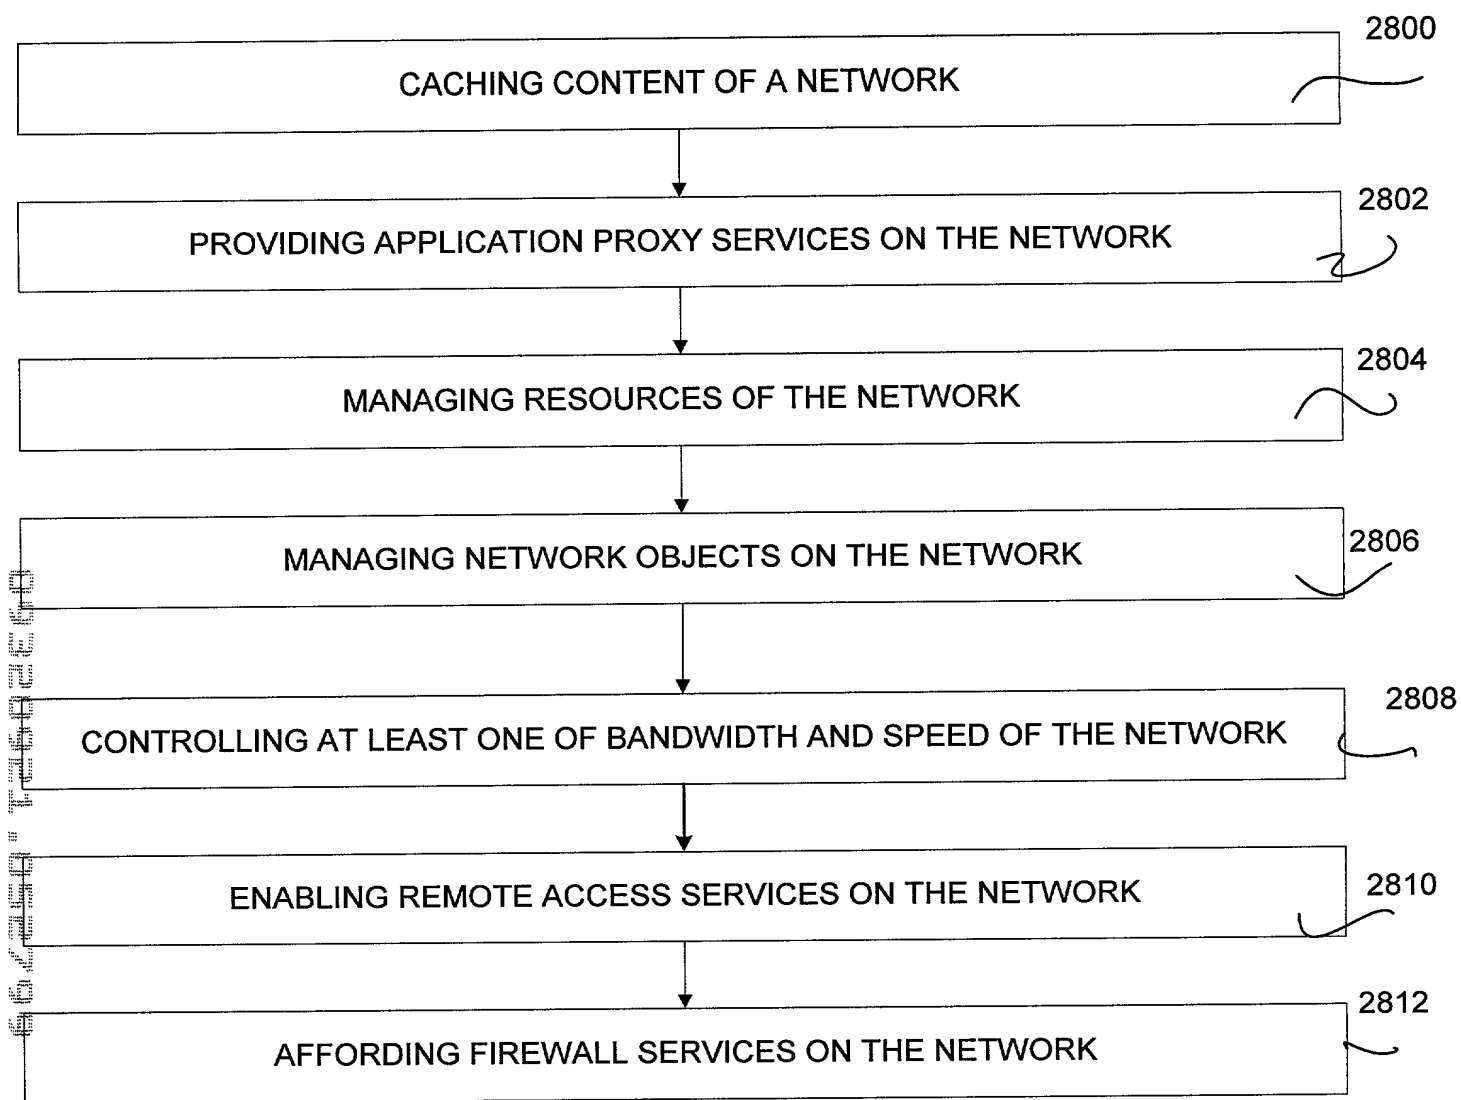 2800
CACHING CONTENT OF A NETWORK
2802
PROVIDING APPLICATION PROXY SERVICES ON THE NETWORK
2804
MANAGING RESOURCES OF THE NETWORK
2806
MANAGING NETWORK OBJECTS ON THE NETWORK
2808
CONTROLLING AT LEAST ONE OF BANDWIDTH AND SPEED OF THE NETWORK
2810
ENABLING REMOTE ACCESS SERVICES ON THE NETWORK
2812
AFFORDING FIREWALL SERVICES ON THE NETWORK